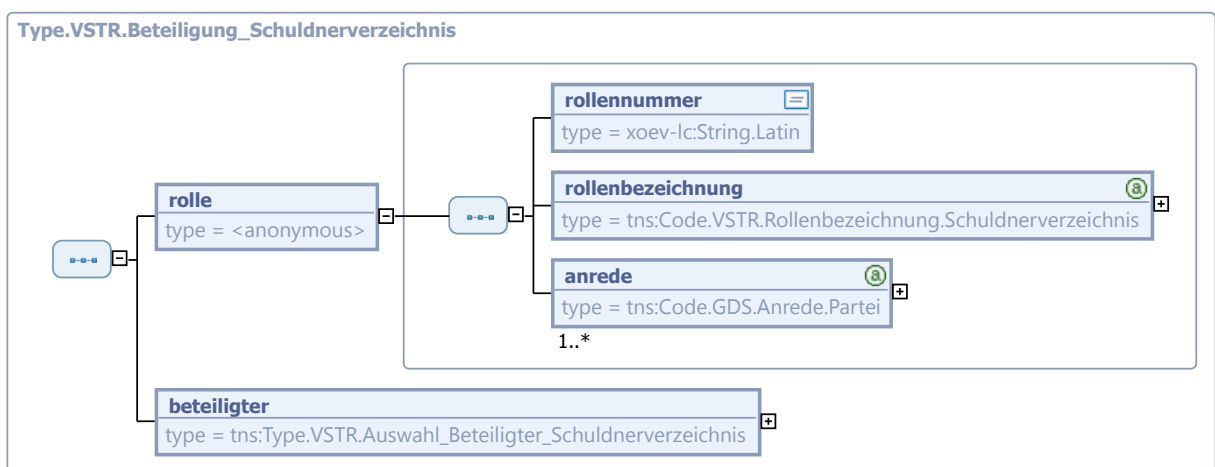 Type.VSTR.Beteiligung_Schuldnerverzeichnis
rollennummer
type = xoev-lc:String.Latin
rollenbezeichnung
type = tns:Code.VSTR.Rollenbezeichnung.Schuldnerverzeichnis
rolle
type = <anonymous>
anrede
type = tns:Code.GDS.Anrede.Partei
1..*
beteiligter
type = tns:Type.VSTR.Auswahl_Beteiligter_Schuldnerverzeichnis